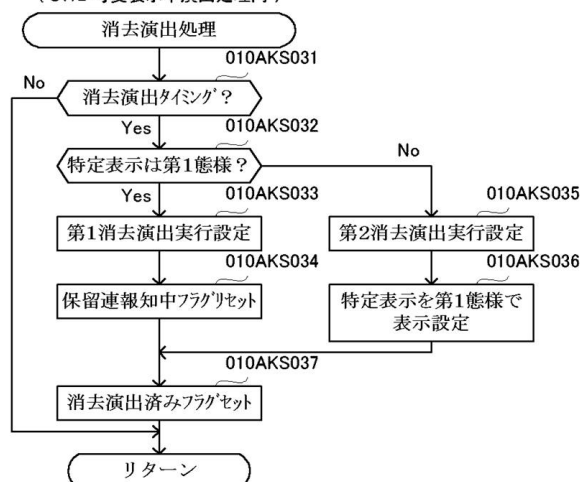 消去演出処理
010AKS031
No
消去演出タイミング？
Yes
010AKS032
特定表示は第1態様？
No
Yes
010AKS033
010AKS035
第1消去演出実行設定
第2消去演出実行設定
010AKS034
010AKS036
保留連報知中フラグリセット
特定表示を第1態様で
表示設定
010AKS037
消去演出済みフラグセット
リターン